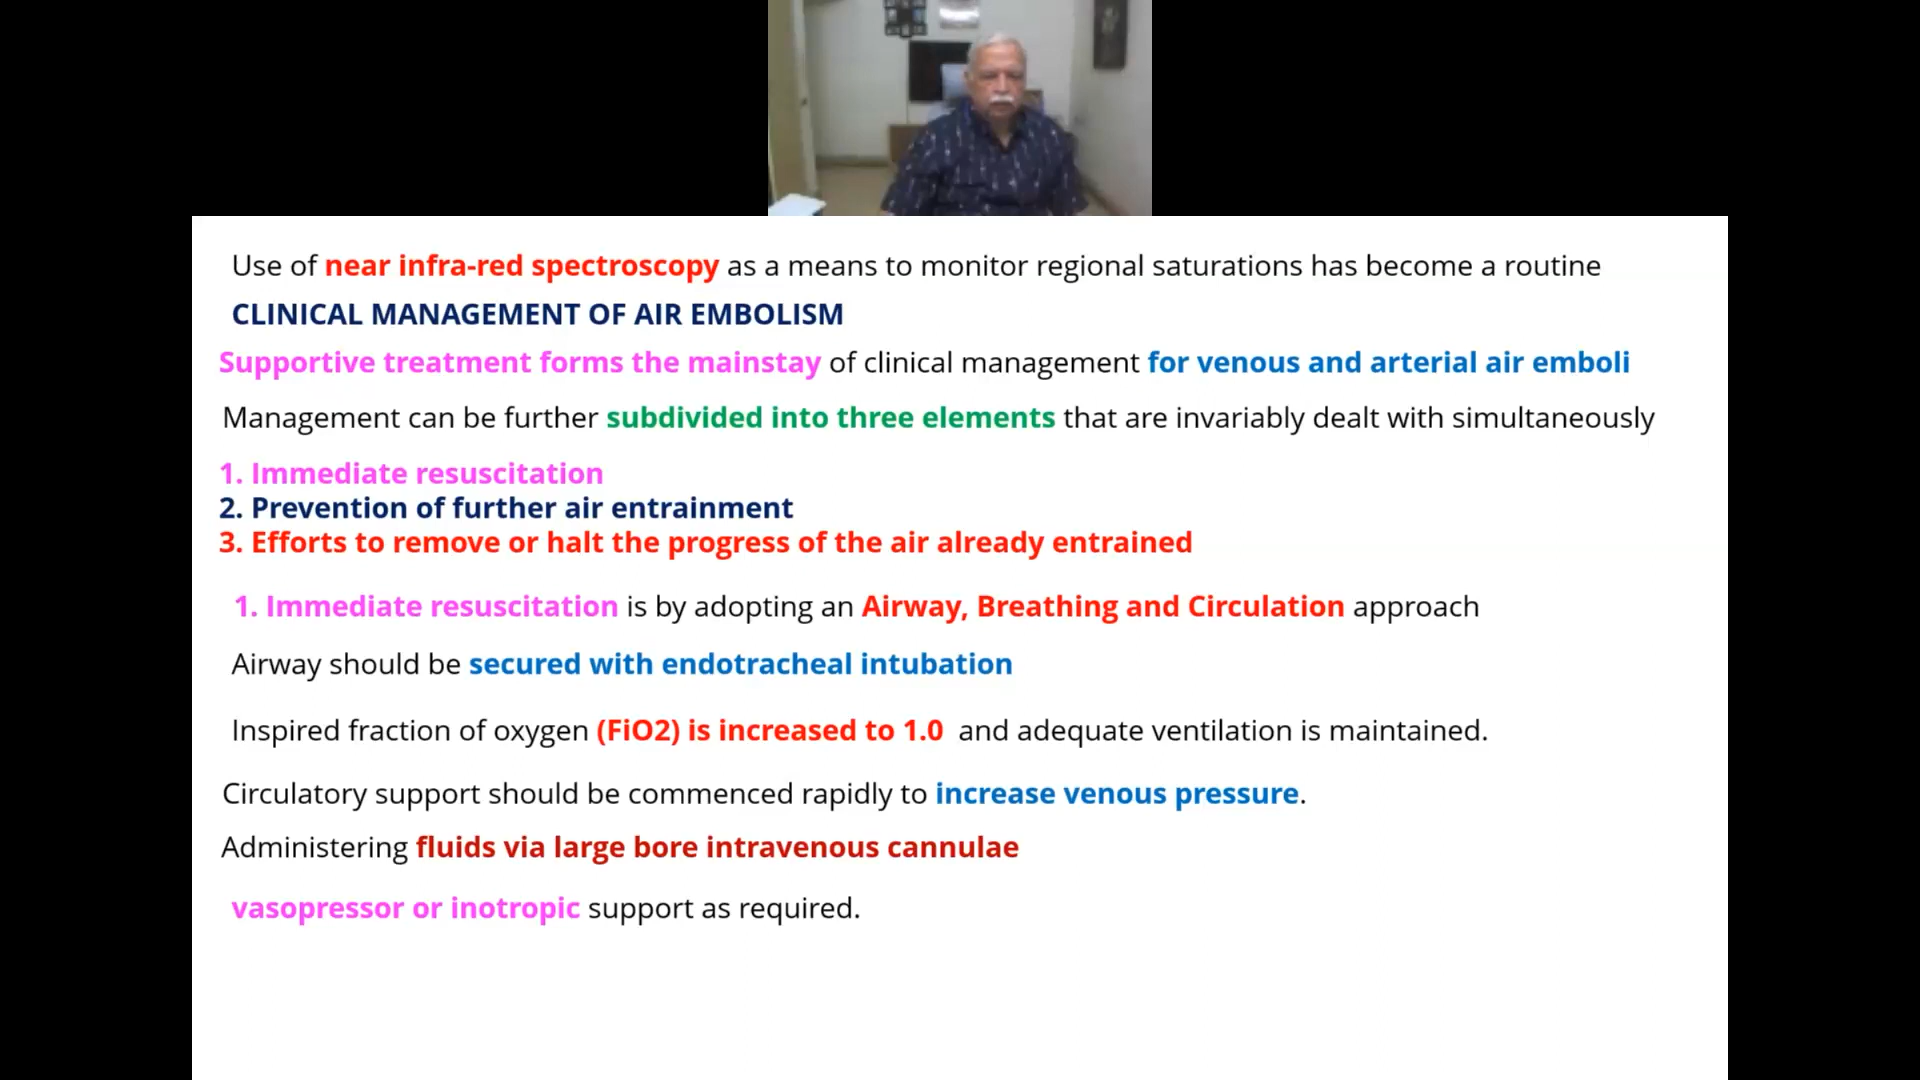 Use of near infra-red spectroscopy as a means to monitor regional saturations has become a routine
CLINICAL MANAGEMENT OF AIR EMBOLISM
Supportive treatment forms the mainstay of clinical management for venous and arterial air emboli
Management can be further subdivided into three elements that are invariably dealt with simultaneously
1. Immediate resuscitation
2. Prevention of further air entrainment
3. Efforts to remove or halt the progress of the air already entrained
1. Immediate resuscitation is by adopting an Airway, Breathing and Circulation approach
Airway should be secured with endotracheal intubation
Inspired fraction of oxygen (FiO2) is increased to 1.0 and adequate ventilation is maintained.
Circulatory support should be commenced rapidly to increase venous pressure.
Administering fluids via large bore intravenous cannulae
vasopressor or inotropic support as required.